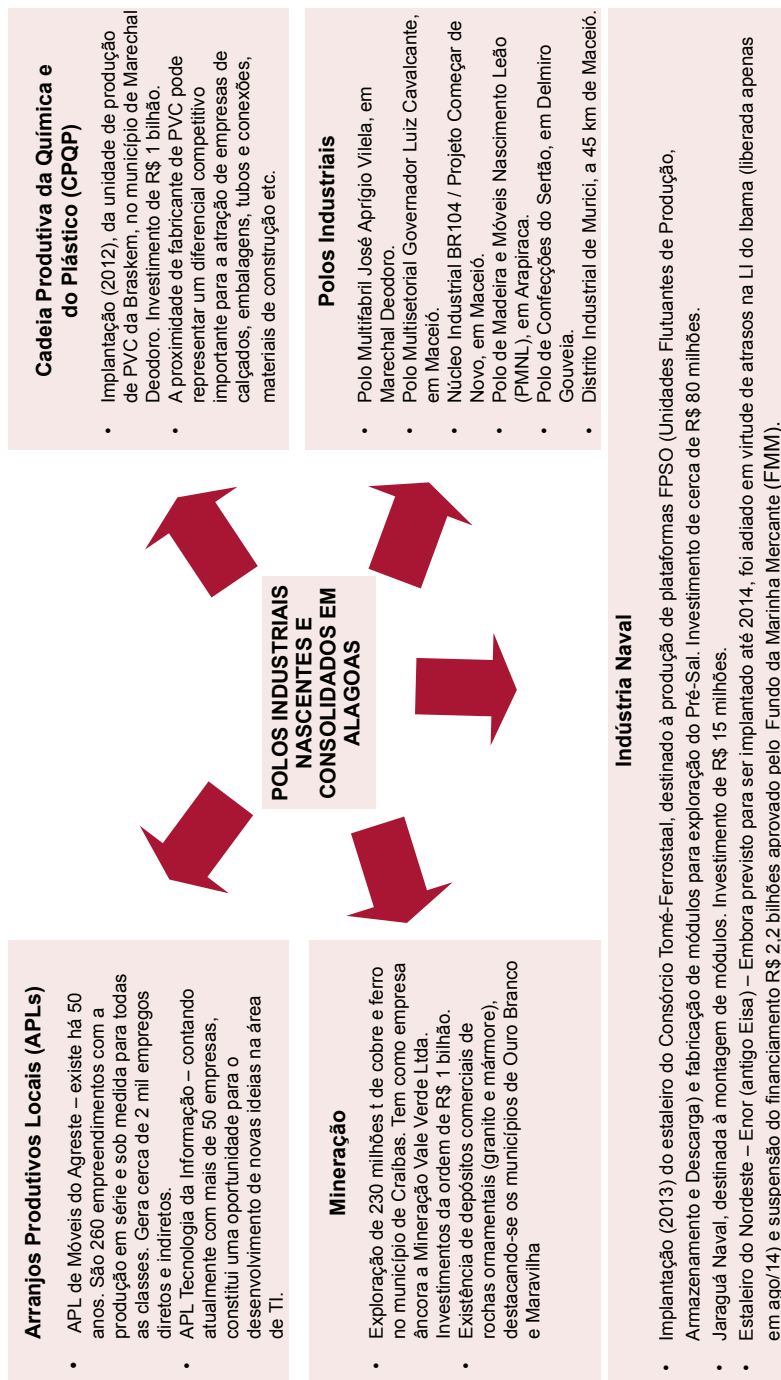 POLOS INDUSTRIAIS
NASCENTES E
CONSOLIDADOS EM
ALAGOAS
Arranjos Produtivos Locais (APLs)
• APL de Móveis do Agreste – existe há 50
anos. São 260 empreendimentos com a
produção em série e sob medida para todas
as classes. Gera cerca de 2 mil empregos
diretos e indiretos.
• APL Tecnologia da Informação – contando
atualmente com mais de 50 empresas,
constitui uma oportunidade para o
desenvolvimento de novas ideias na área
de TI.
Cadeia Produtiva da Química e
do Plástico (CPQP)
• Implantação (2012), da unidade de produção
de PVC da Braskem, no município de Marechal
Deodoro. Investimento de R$ 1 bilhão.
• A proximidade de fabricante de PVC pode
representar um diferencial competitivo
importante para a atração de empresas de
calçados, embalagens, tubos e conexões,
materiais de construção etc.
Mineração
• Exploração de 230 milhões t de cobre e ferro
no município de Craíbas. Tem como empresa
âncora a Mineração Vale Verde Ltda.
Investimentos da ordem de R$ 1 bilhão.
• Existência de depósitos comerciais de
rochas ornamentais (granito e mármore),
destacando-se os municípios de Ouro Branco
e Maravilha
Polos Industriais
• Polo Multifabril José Aprígio Vilela, em
Marechal Deodoro.
• Polo Multisetorial Governador Luiz Cavalcante,
em Maceió.
• Núcleo Industrial BR104 / Projeto Começar de
Novo, em Maceió.
• Polo de Madeira e Móveis Nascimento Leão
(PMNL), em Arapiraca.
• Polo de Confecções do Sertão, em Delmiro
Gouveia.
• Distrito Industrial de Murici, a 45 km de Maceió.
Indústria Naval
• Implantação (2013) do estaleiro do Consórcio Tomé-Ferrostaal, destinado à produção de plataformas FPSO (Unidades Flutuantes de Produção,
Armazenamento e Descarga) e fabricação de módulos para exploração do Pré-Sal. Investimento de cerca de R$ 80 milhões.
• Jaraguá Naval, destinada à montagem de módulos. Investimento de R$ 15 milhões.
• Estaleiro do Nordeste – Enor (antigo Eisa) – Embora previsto para ser implantado até 2014, foi adiado em virtude de atrasos na LI do Ibama (liberada apenas
em ago/14) e suspensão do financiamento R$ 2.2 bilhões aprovado pelo Fundo da Marinha Mercante (FMM).